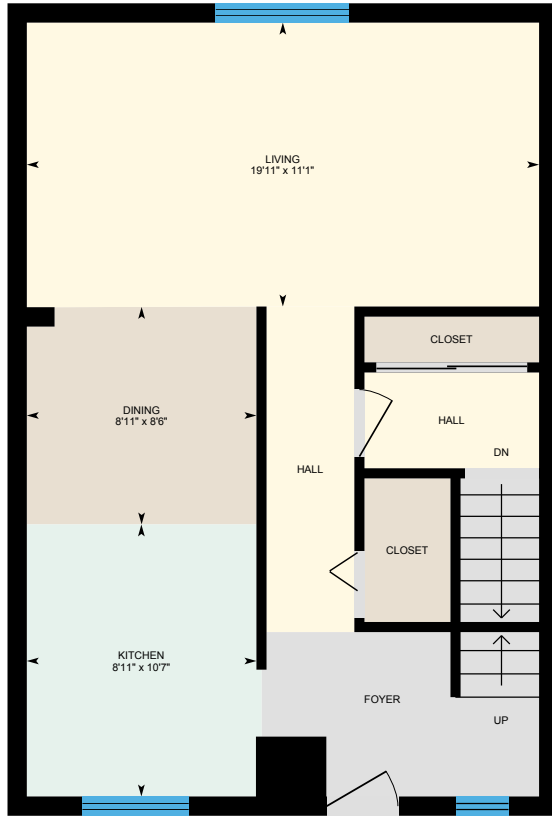 LIVING
19'11" x 11'1"
CLOSET
DINING
8'11" x 8'6"
HALL
DN
HALL
CLOSET
KITCHEN
8'11" x 10'7"
FOYER
UP